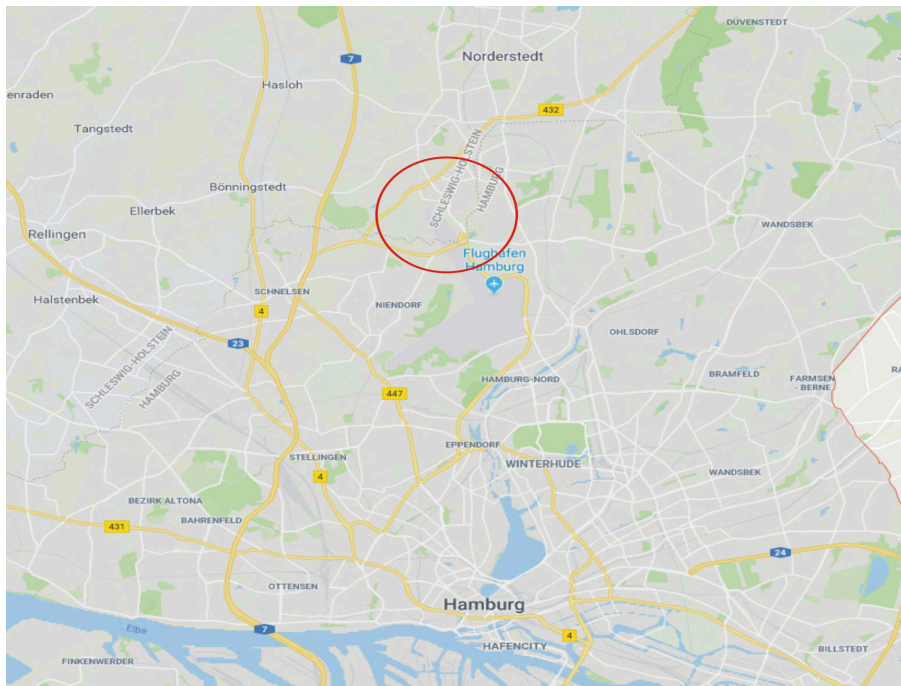 DUVENSTEDT
Norderstedt
7
Hasloh
enraden
432
Tangstedt
SCHLESWIG-HOLSTEIN
HAMBURG
Bönningstedt
Ellerbek
WANDSBEK
Rellingen
Flughafen
Hamburg
SCHNELSEN
Halstenbek
NIENDORF
4
OHLSDORF
23
SCHLESWIG-HOLSTEIN
HAMBURG
HAMBURG-NORD
BRAMFELD
FARMSEN
- BERNE
RA
447
EPPENDORF
STELLINGEN
WINTERHUDE
4
WANDSBEK
BEZIRK ALTONA
BAHRENFELD
431
24
OTTENSEN
Hamburg
Elbe
7
4
HAFENCITY
BILLSTEDT
FINKENWERDER